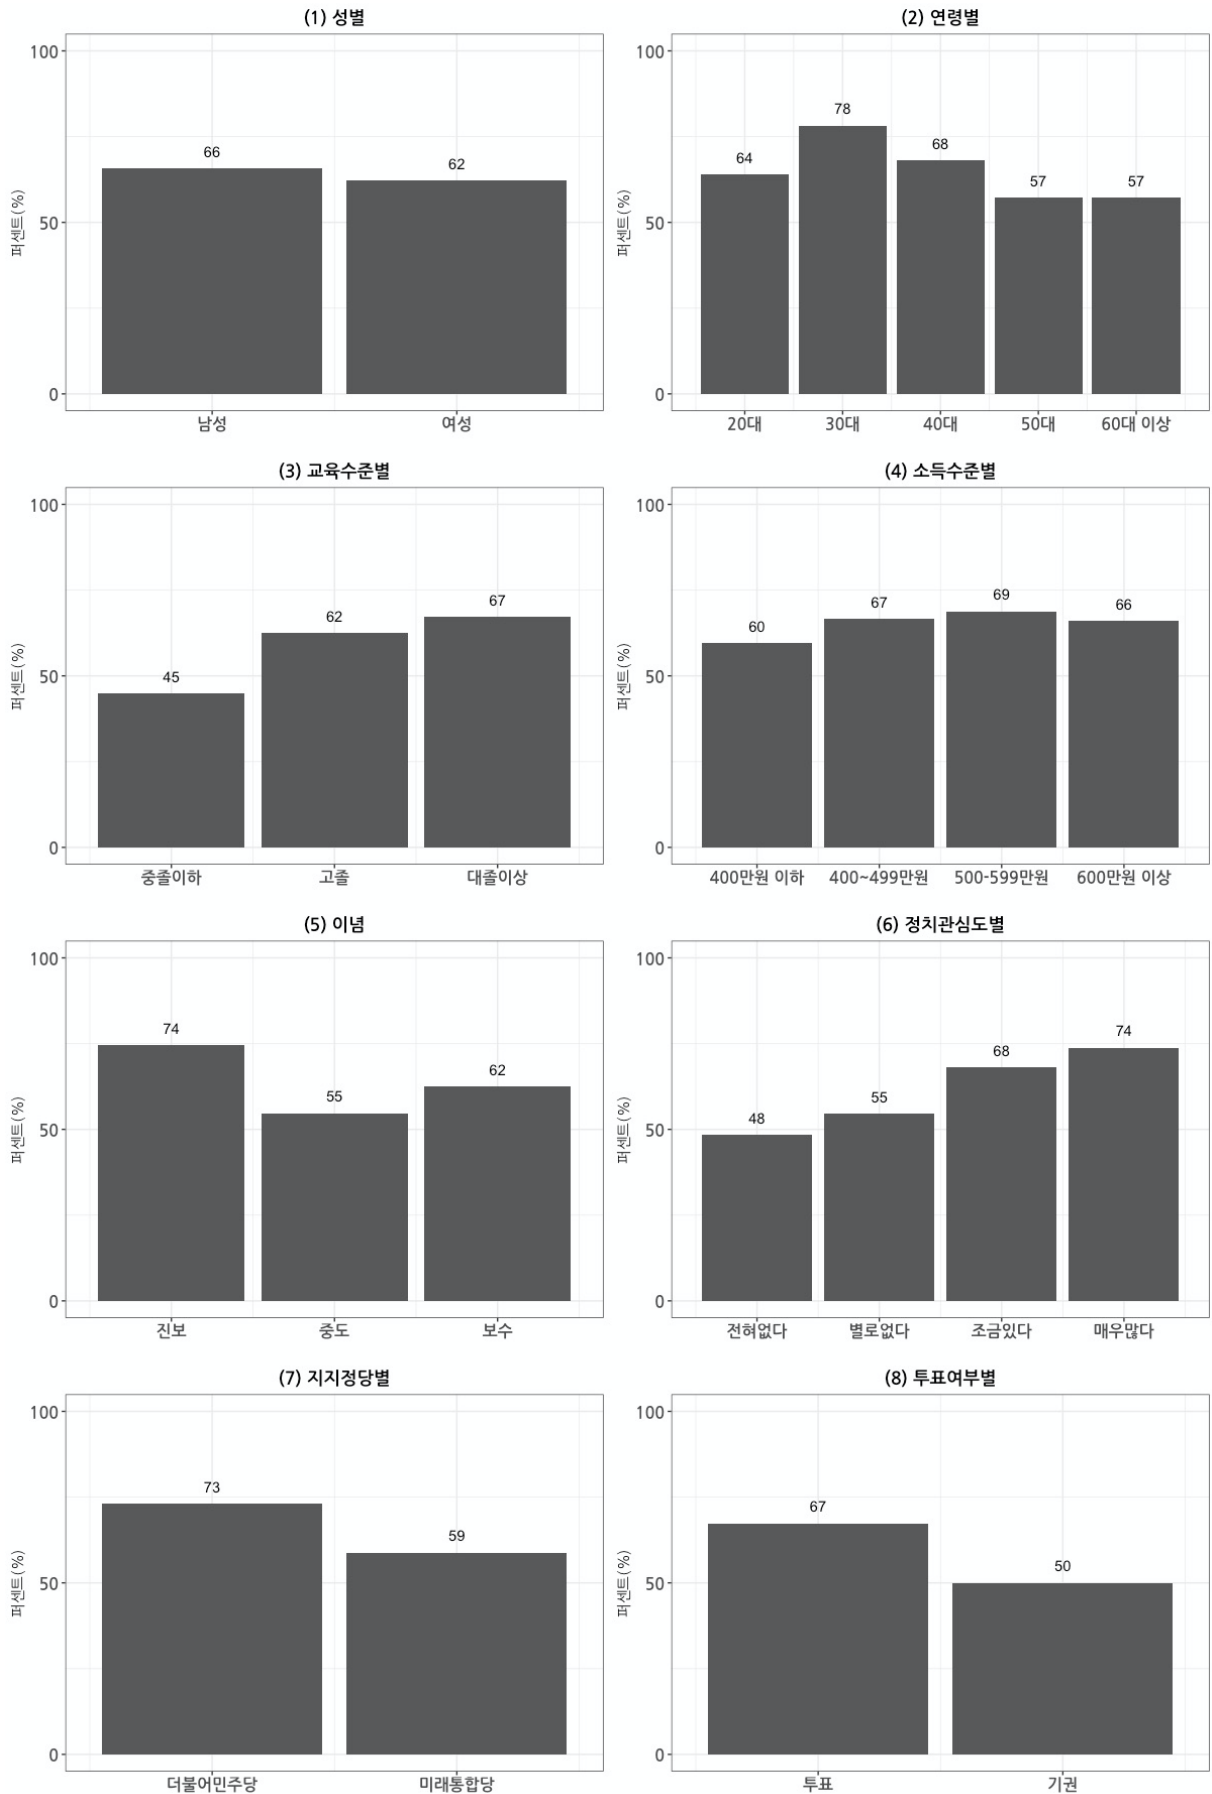 (1) 성별
퍼센트(%)
100
50
0
66
62
남성 여성
(2) 연령별
퍼센트(%)
100
50
0
64
78
68
57
57
20대 30대 40대 50대 60대 이상
(3) 교육수준별
퍼센트(%)
100
50
0
45
62
67
중졸이하 고졸 대졸이상
(4) 소득수준별
퍼센트(%)
100
50
0
60
67
69
66
400만원 이하 400~499만원 500-599만원 600만원 이상
(5) 이념
퍼센트(%)
100
50
0
74
55
62
진보 중도 보수
(6) 정치관심도별
퍼센트(%)
100
50
0
48
55
68
74
전혀없다 별로없다 조금있다 매우많다
(7) 지지정당별
퍼센트(%)
100
50
0
73
59
더불어민주당 미래통합당
(8) 투표여부별
퍼센트(%)
100
50
0
67
50
투표 기권